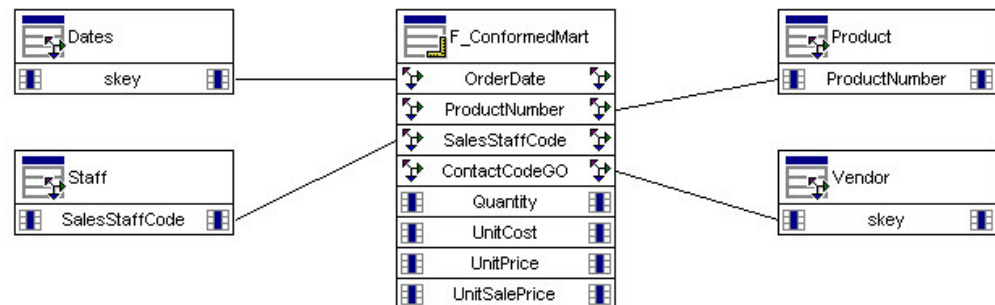 Dates
skey
Staff
SalesStaffCode
F_ConformedMart
OrderDate
ProductNumber
SalesStaffCode
ContactCodeGO
Quantity
UnitCost
UnitPrice
UnitSalePrice
Product
ProductNumber
Vendor
skey